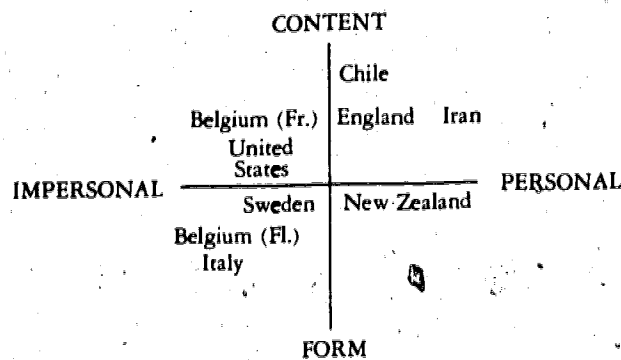 CONTENT
Chile
Belgium (Fr.) England Iran
United
States
IMPERSONAL PERSONAL
Sweden New Zealand
Belgium (Fl.)
Italy
FORM